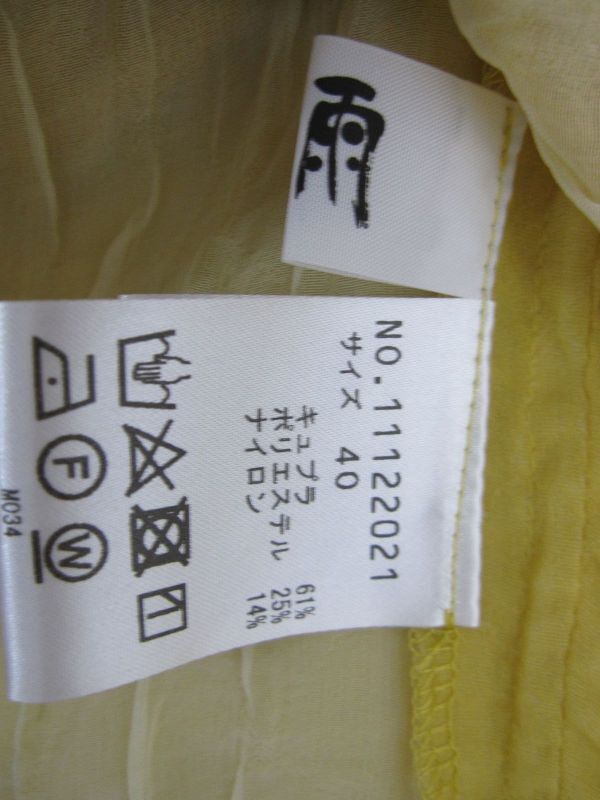 雨
NO.11122021
サイズ 40
キュプラ 61%
ポリエステル 25%
ナイロン 14%
F
W
M034